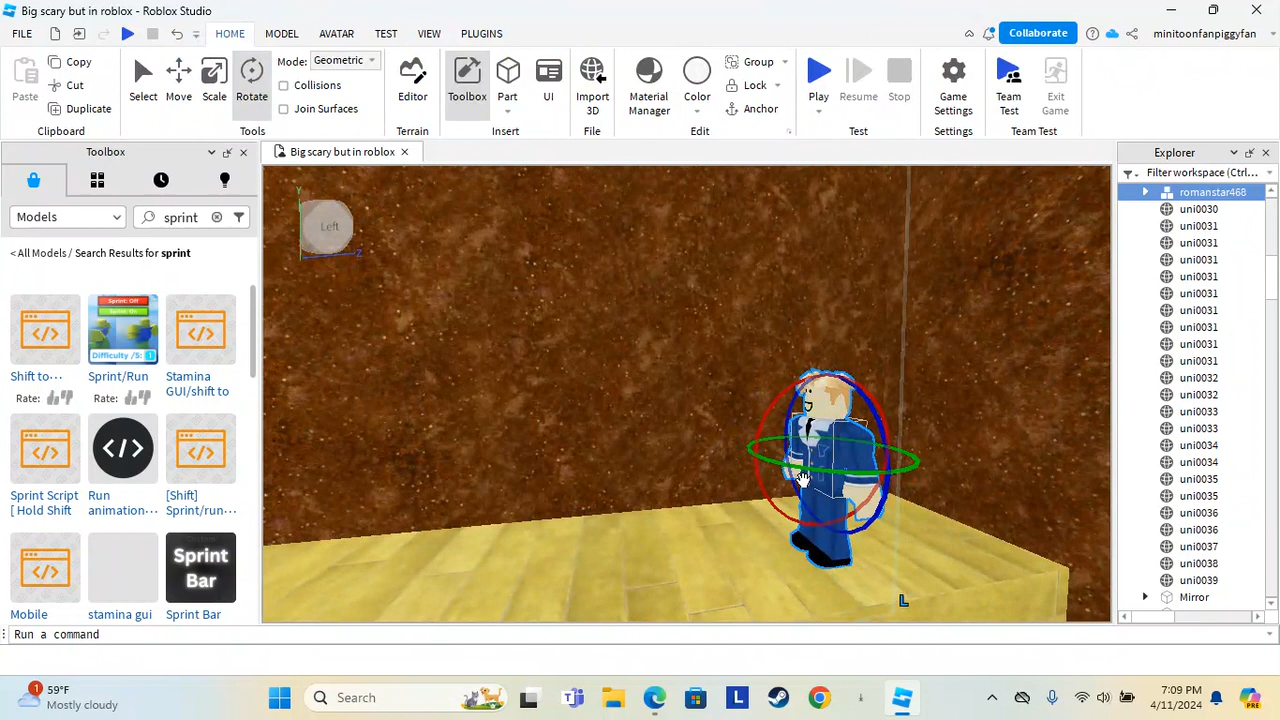 Big scary but in roblox - Roblox Studio
FILE HOME MODEL AVATAR TEST VIEW PLUGINS Collaborate minitoonfanpiggyfan
Paste Copy Cut Duplicate Clipboard
Select Move Scale Rotate Tools
Mode: Geometric
Collisions
Join Surfaces
Editor Terrain
Toolbox Part UI Insert
Import 3D File
Material Manager Color Group Lock Anchor Edit
Play Resume Stop Test
Game Settings Settings
Team Test Exit Game Team Test
Toolbox
Models sprint
< All Models / Search Results for sprint
Sprint: Off
Sprint: On
Difficulty /5: 1
Shift to··· Sprint/Run Stamina GUI/shift to
Rate: Rate:
Sprint Script [ Hold Shift Run animation... [Shift] Sprint/run···
Sprint Bar
Mobile stamina gui Sprint Bar
Big scary but in roblox
Y
Left
Z
L
Explorer
Filter workspace (Ctrl...
romanstar468
uni0030
uni0031
uni0031
uni0031
uni0031
uni0031
uni0031
uni0031
uni0031
uni0031
uni0032
uni0032
uni0033
uni0033
uni0034
uni0034
uni0035
uni0035
uni0036
uni0036
uni0037
uni0038
uni0039
Mirror
Run a command
1
59°F
Mostly cloudy
Search
L
7:09 PM
4/11/2024
PRE